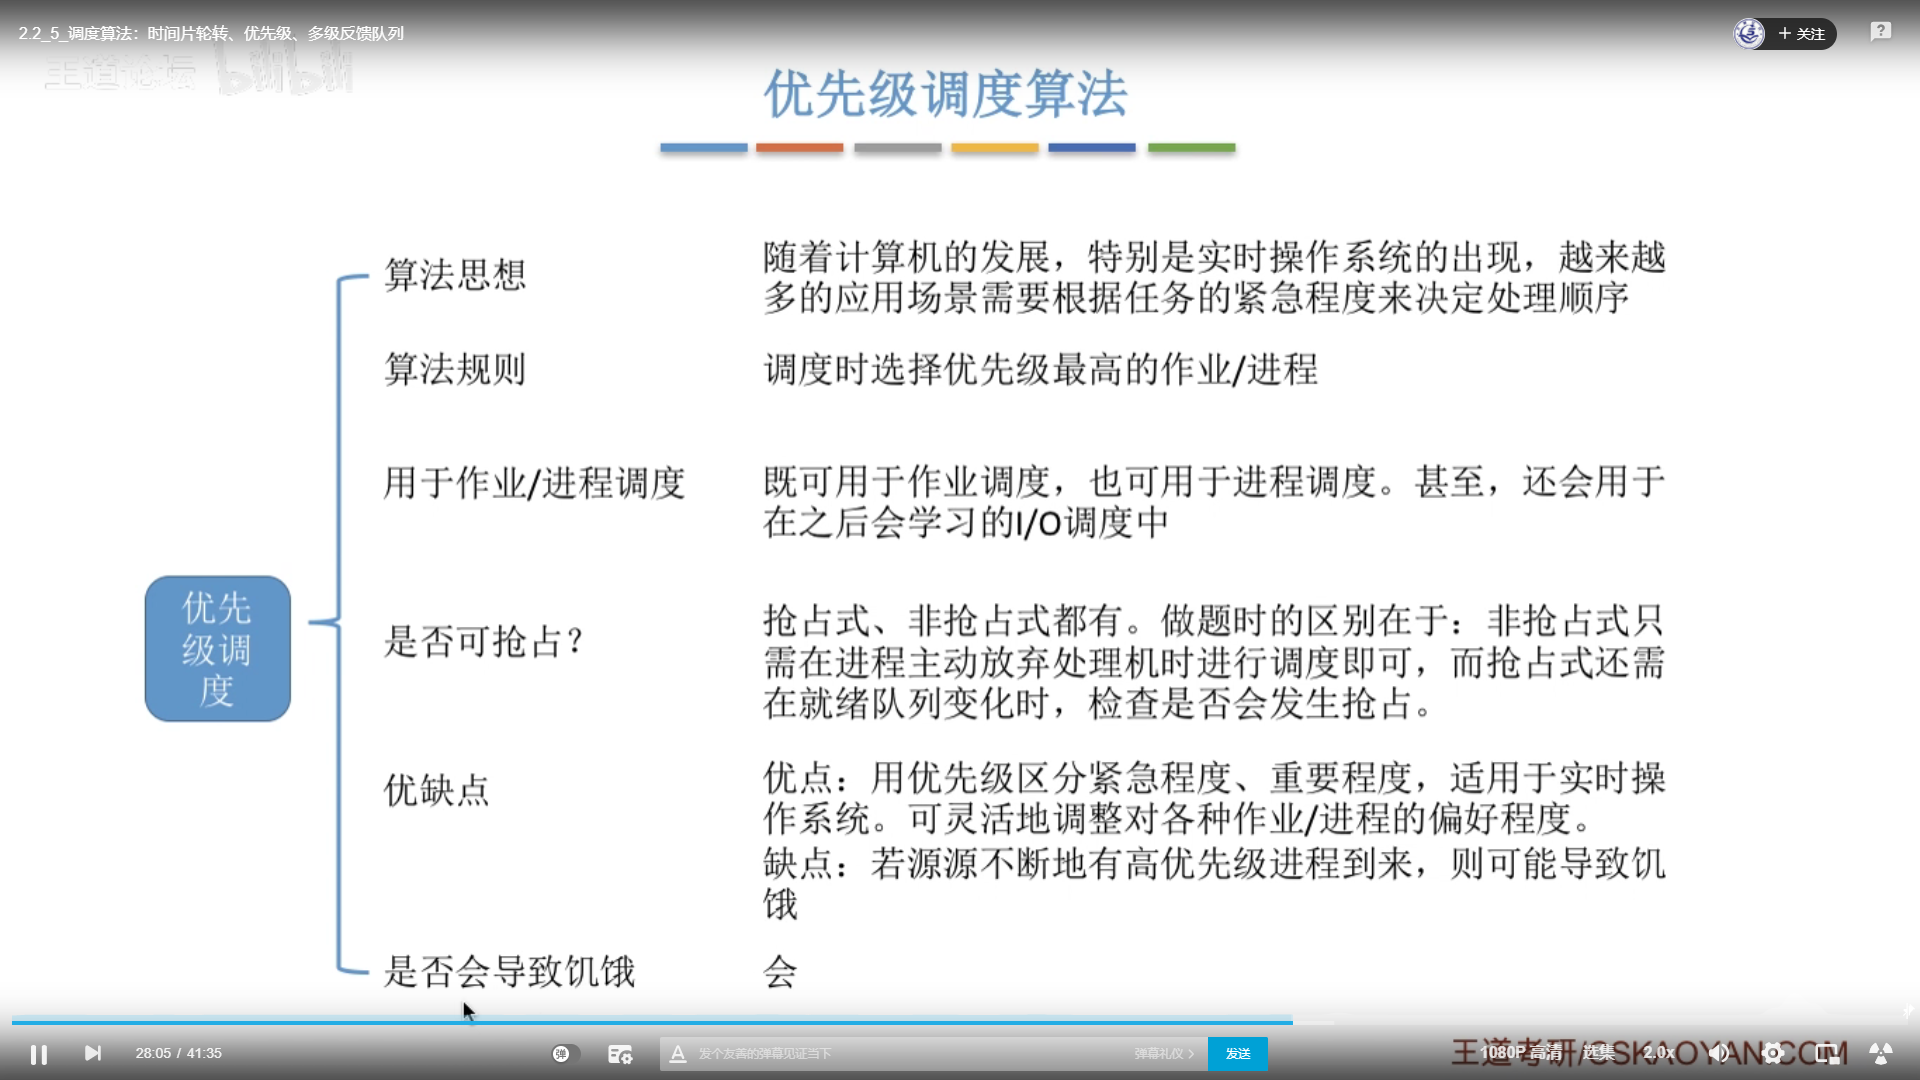 2.2_5_调度算法：时间片轮转、优先级、多级反馈队列
+ 关注
王道论坛 bilibili
优先级调度算法
算法思想
随着计算机的发展，特别是实时操作系统的出现，越来越
多的应用场景需要根据任务的紧急程度来决定处理顺序
算法规则
调度时选择优先级最高的作业/进程
用于作业/进程调度
既可用于作业调度，也可用于进程调度。甚至，还会用于
在之后会学习的I/O调度中
优先
级调
度
是否可抢占？
抢占式、非抢占式都有。做题时的区别在于：非抢占式只
需在进程主动放弃处理机时进行调度即可，而抢占式还需
在就绪队列变化时，检查是否会发生抢占。
优缺点
优点：用优先级区分紧急程度、重要程度，适用于实时操
作系统。可灵活地调整对各种作业/进程的偏好程度。
缺点：若源源不断地有高优先级进程到来，则可能导致饥
饿
是否会导致饥饿
会
28:05 / 41:35
弹
发个友善的弹幕见证当下
弹幕礼仪 >
发送
王道考研/CSKAOYAN.COM
1080P 高清
选集
2.0x